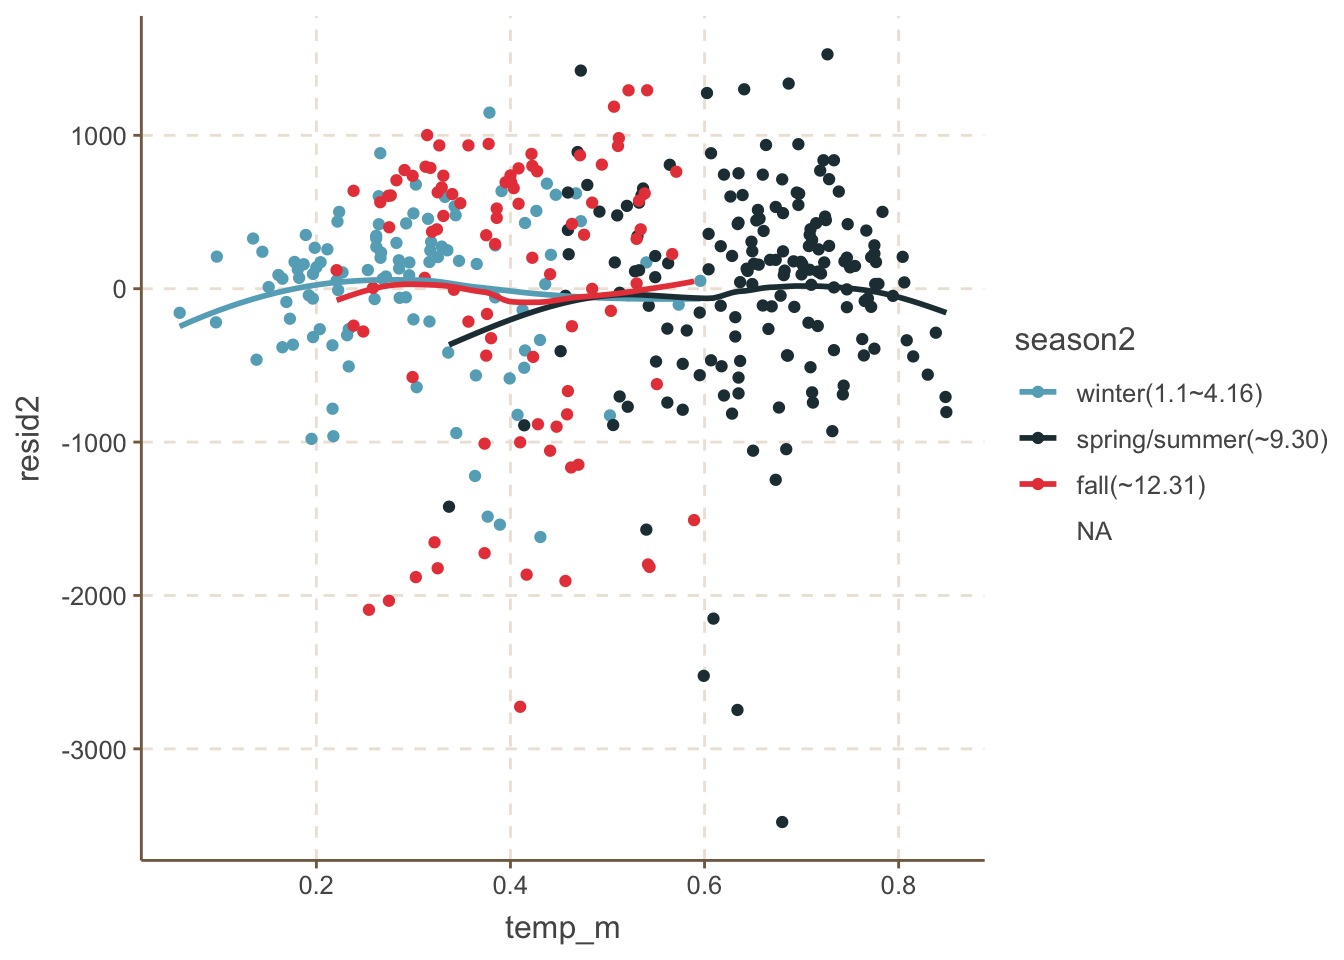 1000
0
-1000
-2000
-3000
resid2
0.2 0.4 0.6 0.8
temp_m
season2
winter(1.1~4.16)
spring/summer(~9.30)
fall(~12.31)
NA